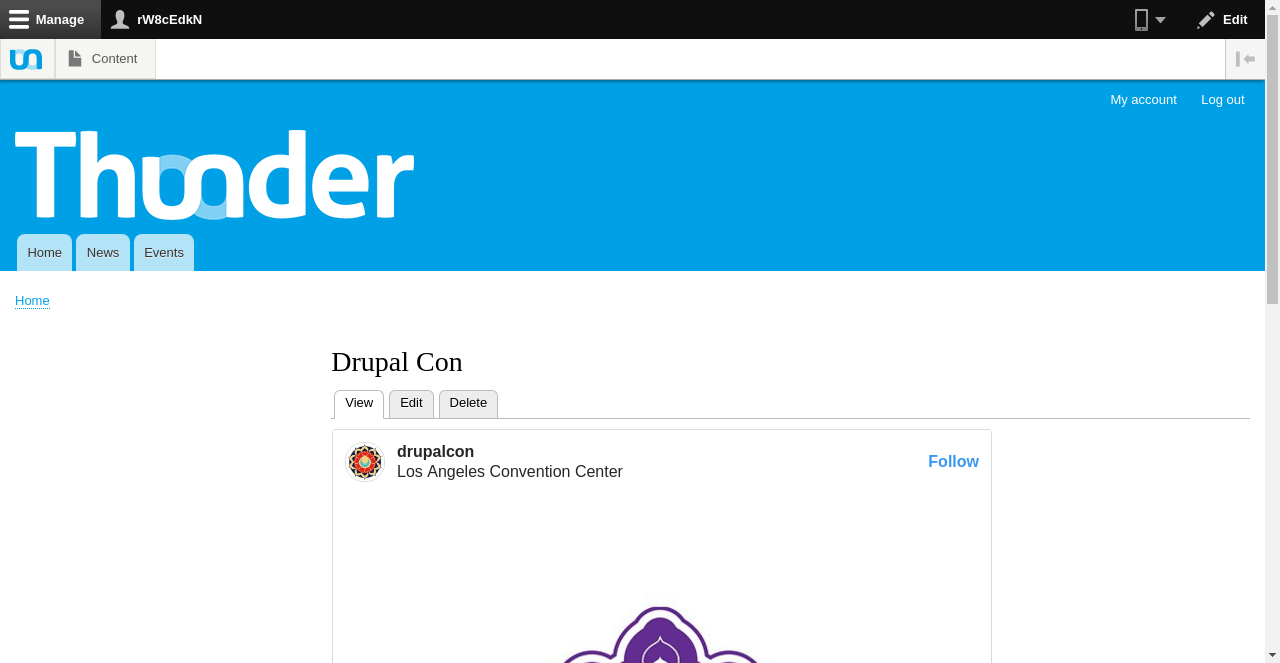 Manage rW8cEdkN Edit
Content
My account Log out
Thunder
Home News Events
Home
Drupal Con
View Edit Delete
drupalcon
Los Angeles Convention Center
Follow